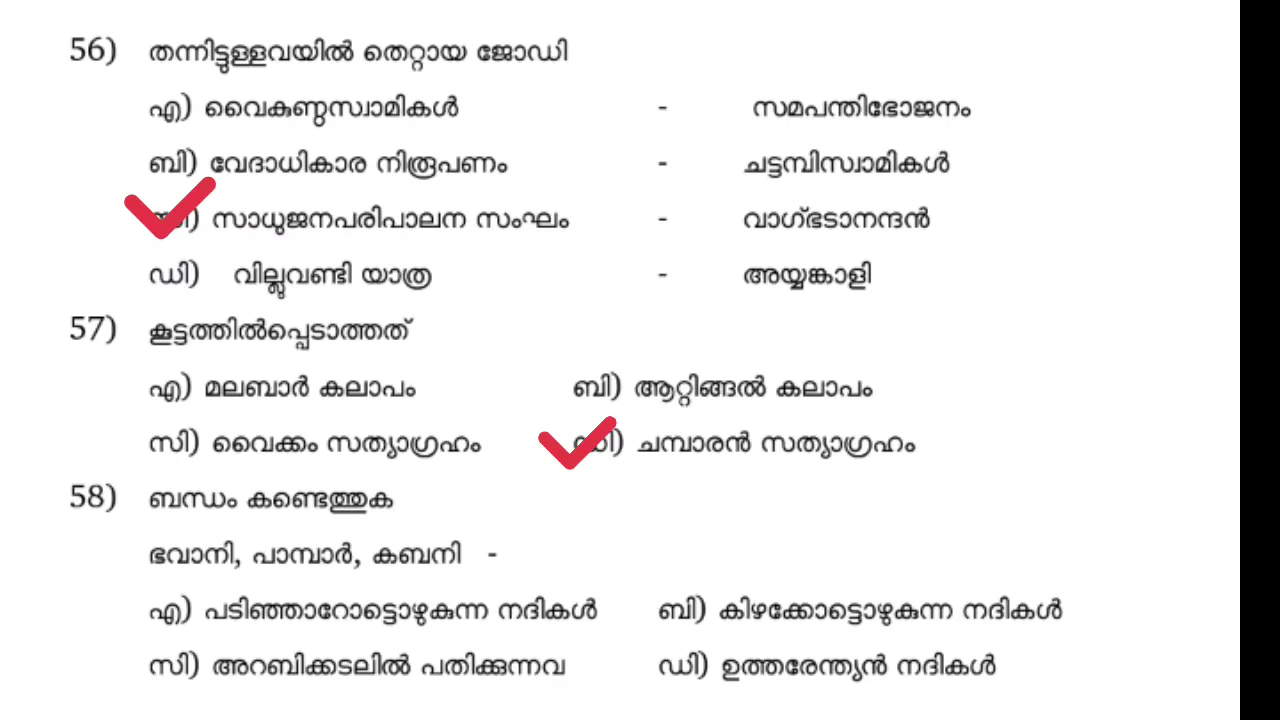 56) തന്നിട്ടുള്ളവയിൽ തെറ്റായ ജോഡി
എ) വൈകുണ്ഠസ്വാമികൾ - സമപന്തിഭോജനം
ബി) വേദാധികാര നിരൂപണം - ചട്ടമ്പിസ്വാമികൾ
സാധുജനപരിപാലന സംഘം - വാഗ്ഭടാനന്ദൻ
ഡി) വില്ലുവണ്ടി യാത്ര - അയ്യങ്കാളി
57) കൂട്ടത്തിൽപ്പെടാത്തത്
എ) മലബാർ കലാപം ബി) ആറ്റിങ്ങൽ കലാപം
സി) വൈക്കം സത്യാഗ്രഹം ചമ്പാരൻ സത്യാഗ്രഹം
58) ബന്ധം കണ്ടെത്തുക
ഭവാനി, പാമ്പാർ, കബനി -
എ) പടിഞ്ഞാറോട്ടൊഴുകുന്ന നദികൾ ബി) കിഴക്കോട്ടൊഴുകുന്ന നദികൾ
സി) അറബിക്കടലിൽ പതിക്കുന്നവ ഡി) ഉത്തരേന്ത്യൻ നദികൾ